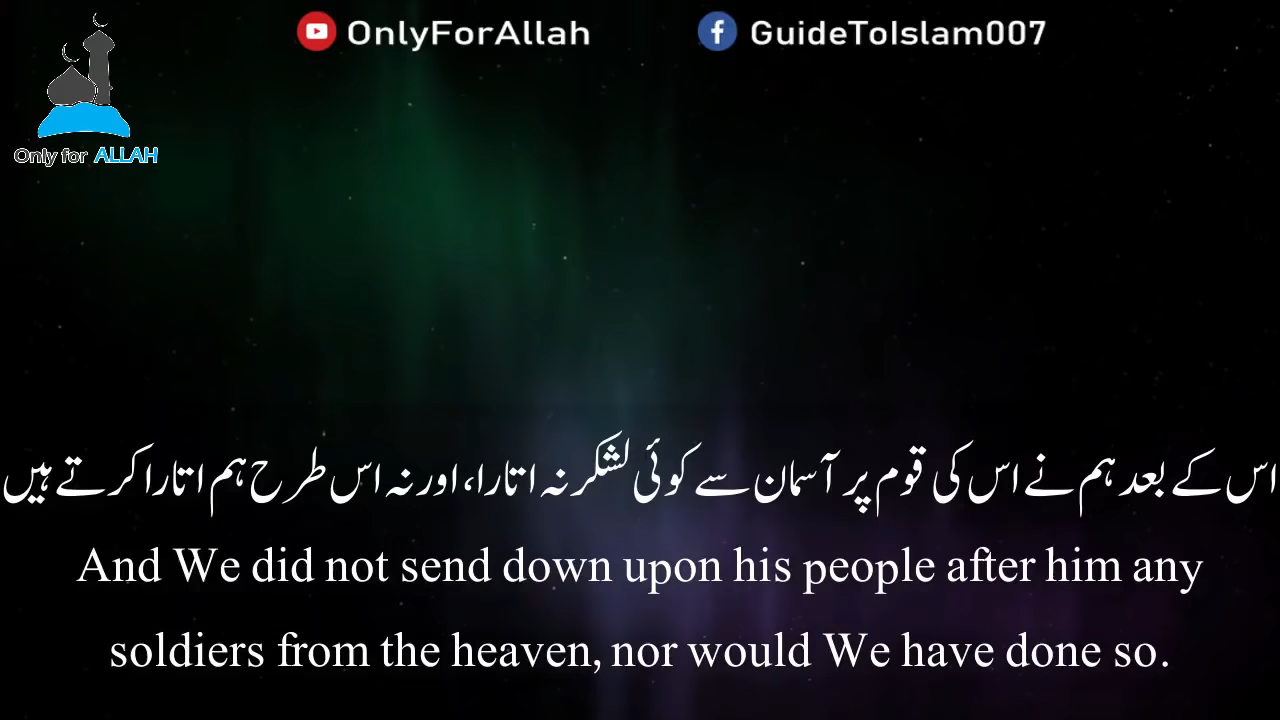 OnlyForAllah
GuideToIslam007
Only for ALLAH
اس کے بعد ہم نے اس کی قوم پر آسمان سے کوئی لشکر نہ اتارا، اور نہ اس طرح ہم اتارا کرتے ہیں
And We did not send down upon his people after him any
soldiers from the heaven, nor would We have done so.